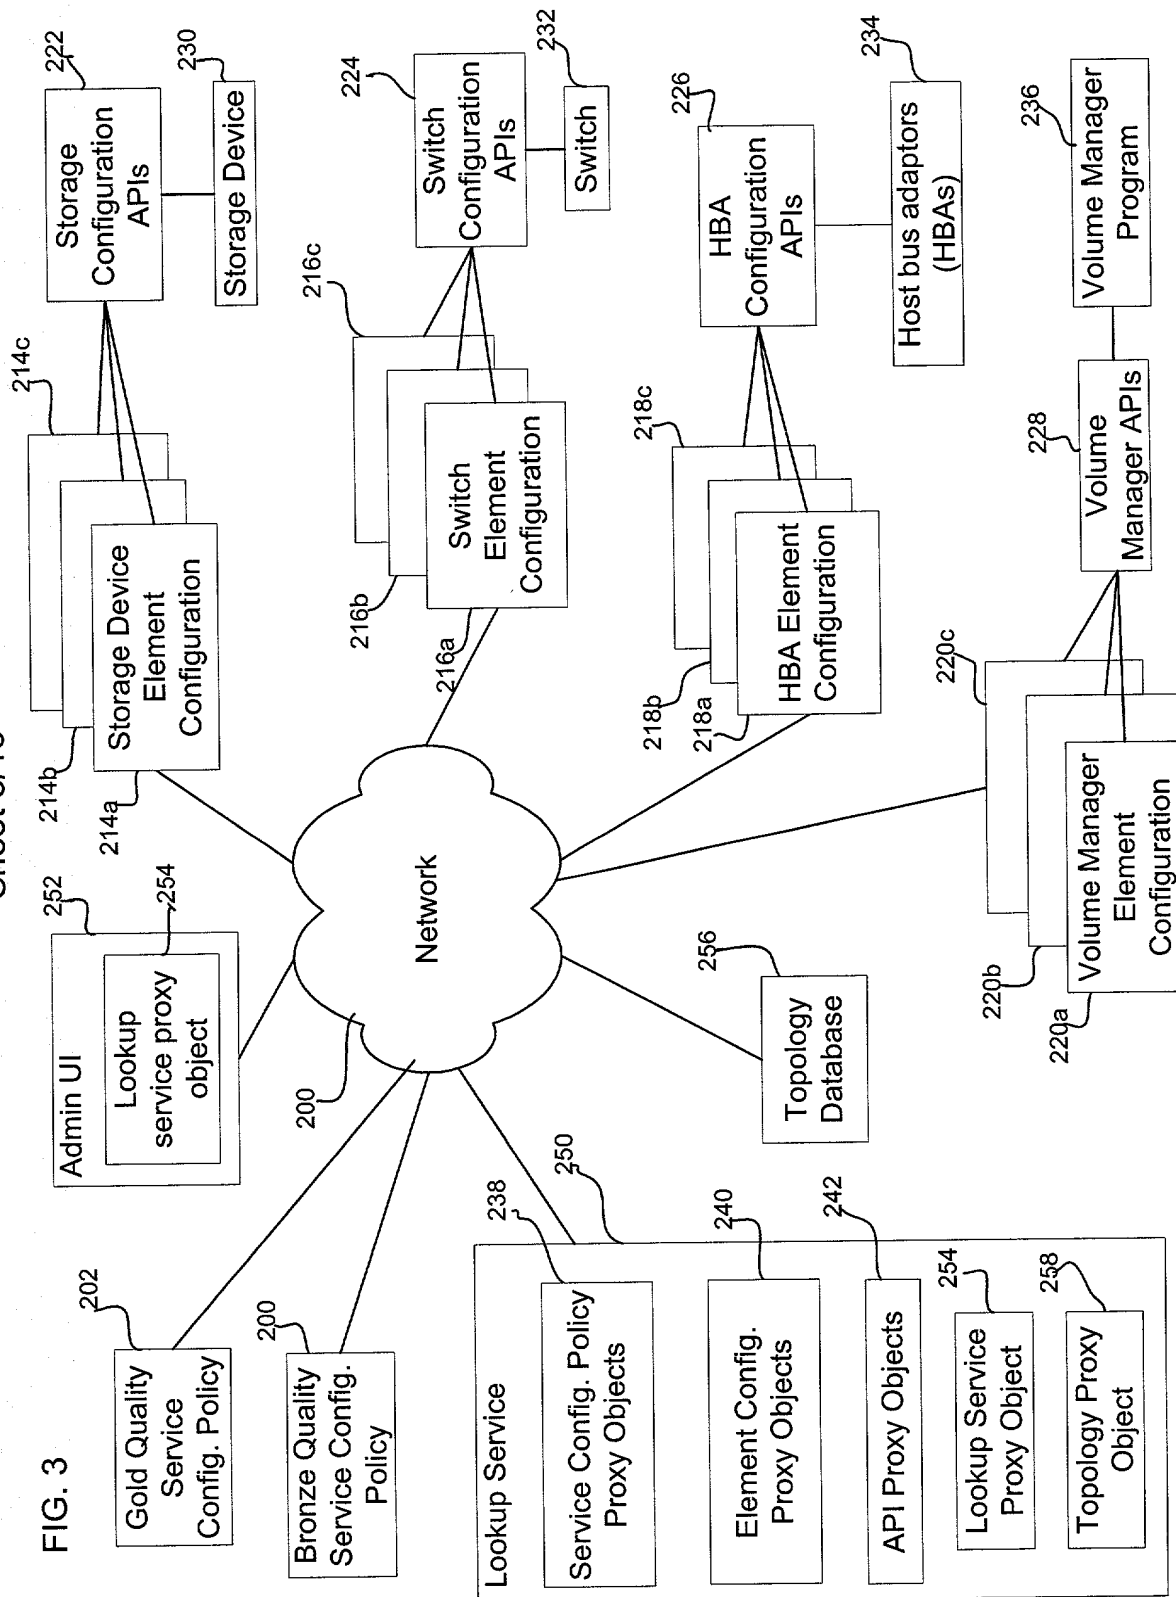 FIG. 3
Gold Quality
Service
Config. Policy
202
Bronze Quality
Service Config.
Policy
200
Admin UI
252
Lookup
service proxy
object
254
Network
200
Lookup Service
250
Service Config. Policy
Proxy Objects
238
Element Config.
Proxy Objects
240
API Proxy Objects
242
Lookup Service
Proxy Object
254
Topology Proxy
Object
258
Topology
Database
256
Storage Device
Element
Configuration
214a
214b
214c
Storage
Configuration
APIs
222
Storage Device
230
Switch
Element
Configuration
216a
216b
216c
Switch
Configuration
APIs
224
Switch
232
HBA Element
Configuration
218a
218b
218c
HBA
Configuration
APIs
226
Host bus adaptors
(HBAs)
234
Volume Manager
Element
Configuration
220a
220b
220c
Volume
Manager APIs
228
Volume Manager
Program
236